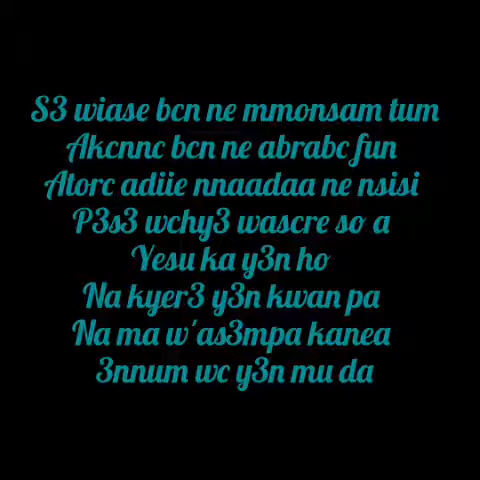 S3 wiase bcn ne mmonsam tum
Akcnnc bcn ne abrabc fun
Atorc adiie nnaadaa ne nsisi
P3s3 wchy3 wascre so a
Yesu ka y3n ho
Na kyer3 y3n kwan pa
Na ma w'as3mpa kanea
3nnum wc y3n mu da